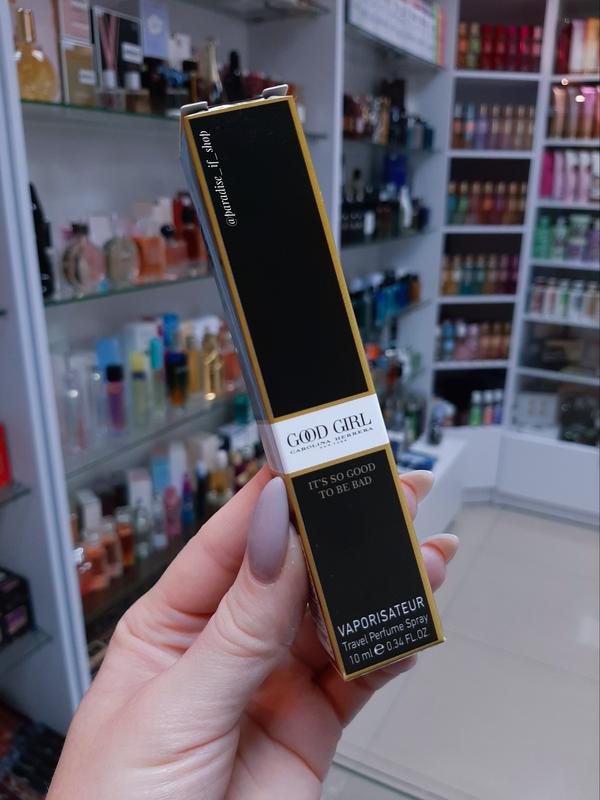 @paradise_if_shop
GOOD GIRL
CAROLINA HERRERA
NEW YORK
IT'S SO GOOD
TO BE BAD
VAPORISATEUR
Travel Perfume Spray
10 ml e 0.34 FL.OZ.